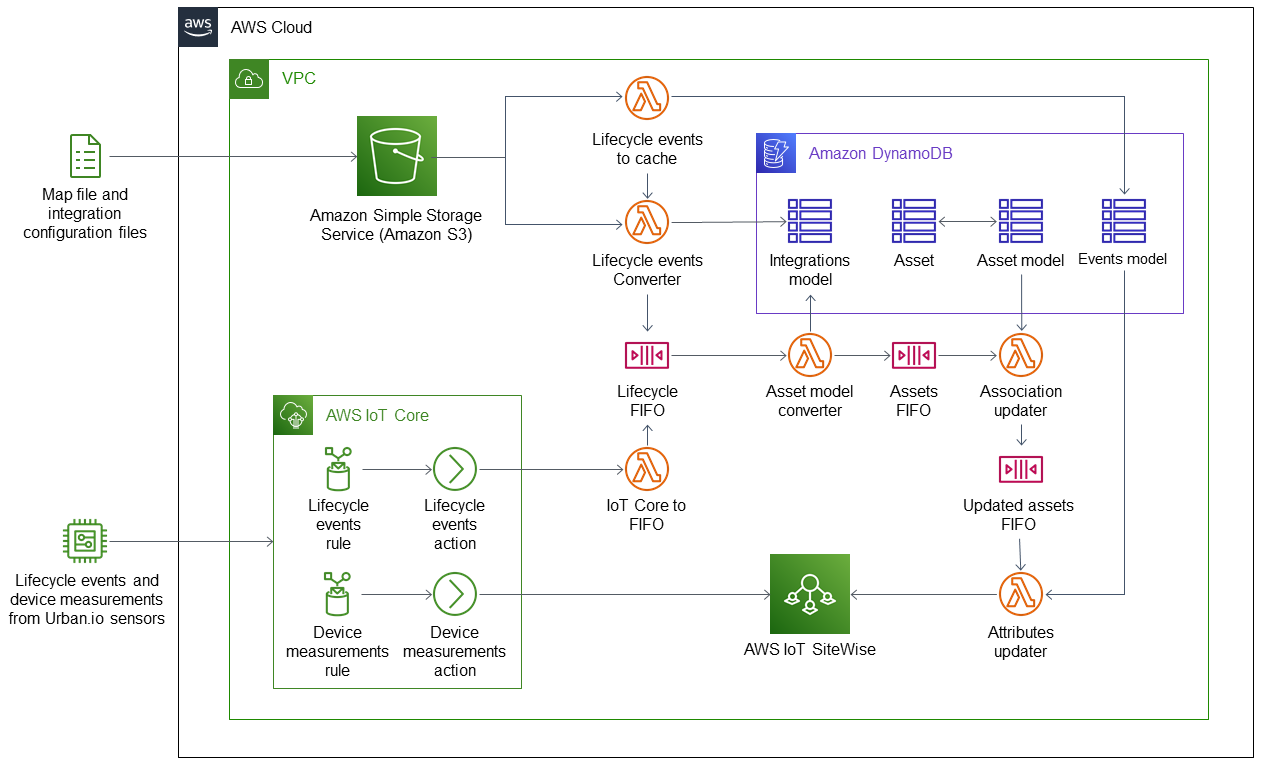 aws
AWS Cloud
VPC
Map file and
integration
configuration files
Amazon Simple Storage
Service (Amazon S3)
Lifecycle events
to cache
Lifecycle events
Converter
Amazon DynamoDB
Integrations
model
Asset
Asset model
Events model
Lifecycle
FIFO
Asset model
converter
Assets
FIFO
Association
updater
AWS IoT Core
Lifecycle
events
rule
Lifecycle
events
action
IoT Core to
FIFO
Updated assets
FIFO
Lifecycle events and
device measurements
from Urban.io sensors
Device
measurements
rule
Device
measurements
action
AWS IoT SiteWise
Attributes
updater